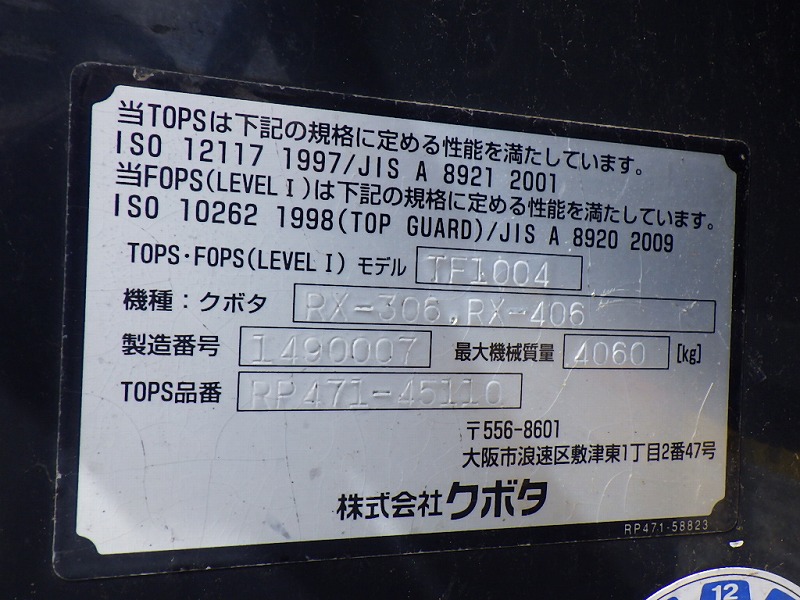 当TOPSは下記の規格に定める性能を満たしています。
ISO 12117 1997/JIS A 8921 2001
当FOPS(LEVEL I)は下記の規格に定める性能を満たしています。
ISO 10262 1998(TOP GUARD)/JIS A 8920 2009
TOPS・FOPS(LEVEL I) モデル TF1004
機種：クボタ RX-306,RX-406
製造番号 1490007 最大機械質量 4060 [kg]
TOPS品番 RP471-45110
〒556-8601
大阪市浪速区敷津東1丁目2番47号
株式会社クボタ
RP471-58823
12